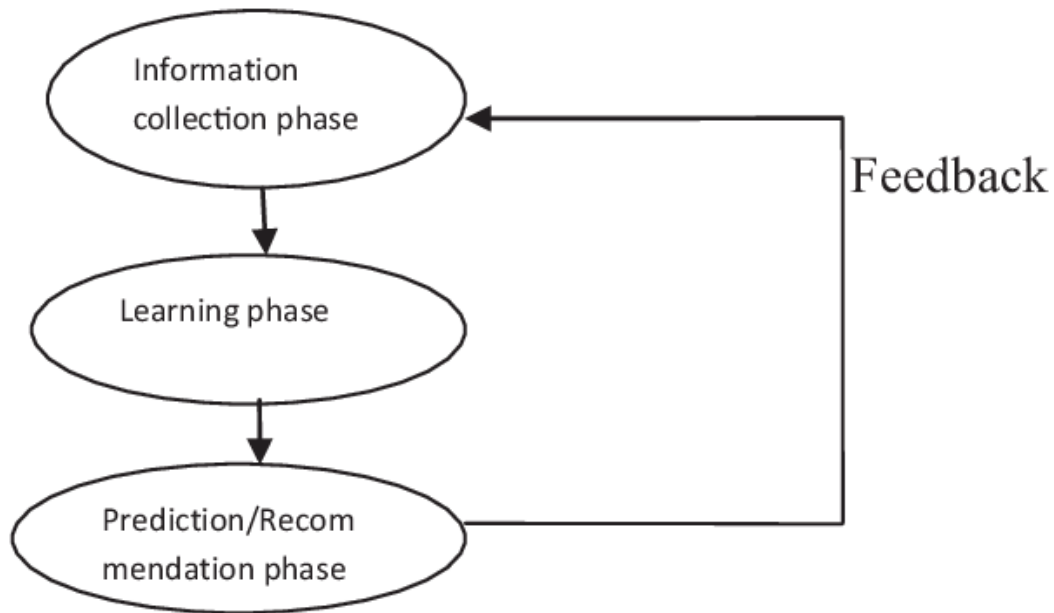 Information
collection phase
Feedback
Learning phase
Prediction/Recom
mendation phase